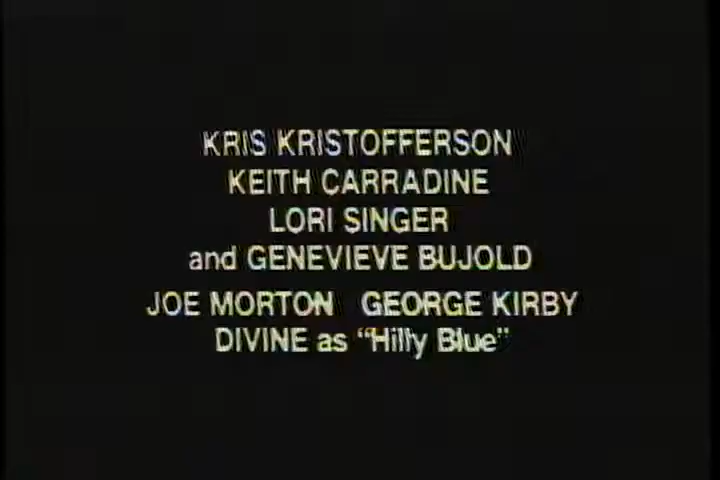 KRIS KRISTOFFERSON
KEITH CARRADINE
LORI SINGER
and GENEVIEVE BUJOLD
JOE MORTON GEORGE KIRBY
DIVINE as "Hilly Blue"